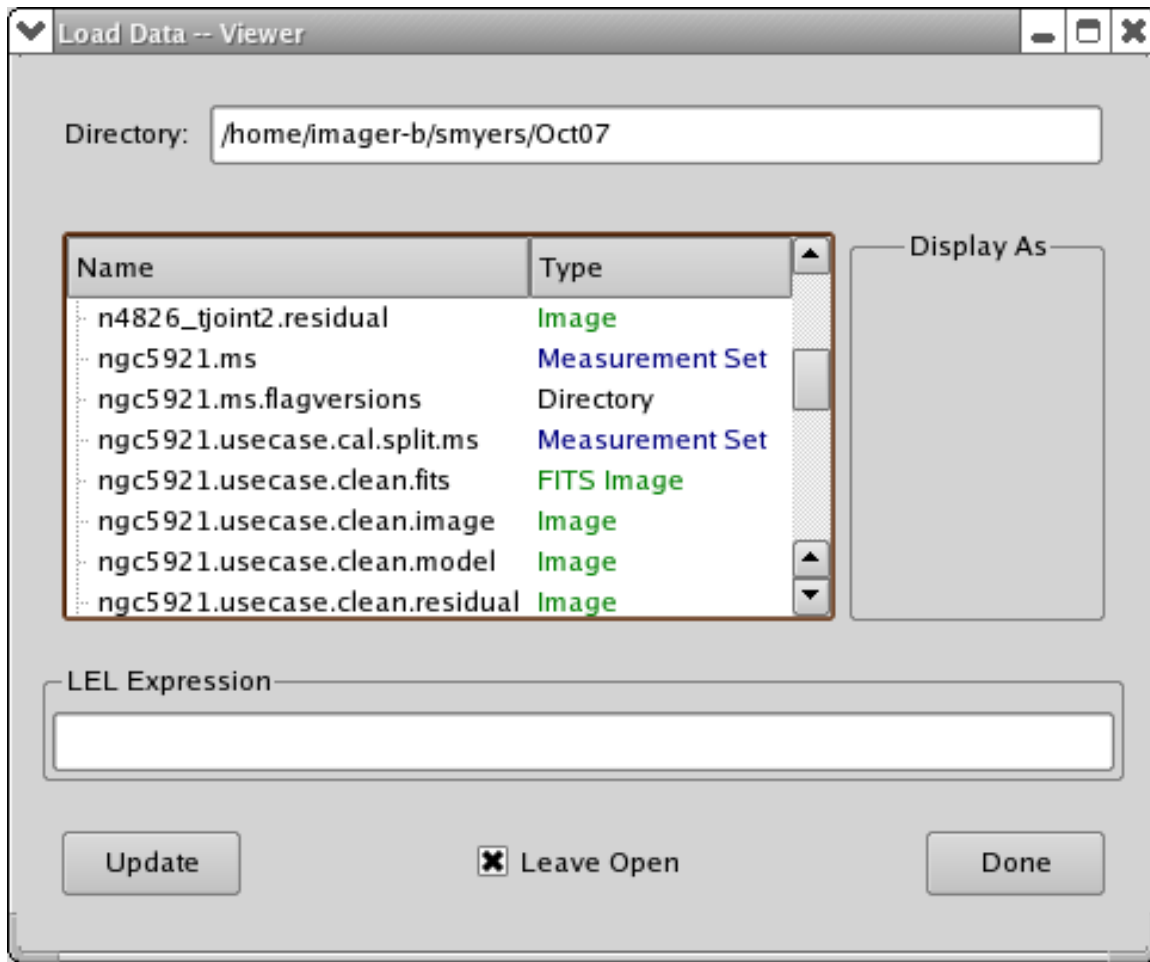 Load Data -- Viewer
Directory: /home/imager-b/smyers/Oct07
Name Type Display As
n4826_tjoint2.residual Image
ngc5921.ms Measurement Set
ngc5921.ms.flagversions Directory
ngc5921.usecase.cal.split.ms Measurement Set
ngc5921.usecase.clean.fits FITS Image
ngc5921.usecase.clean.image Image
ngc5921.usecase.clean.model Image
ngc5921.usecase.clean.residual Image
LEL Expression
Update Leave Open Done